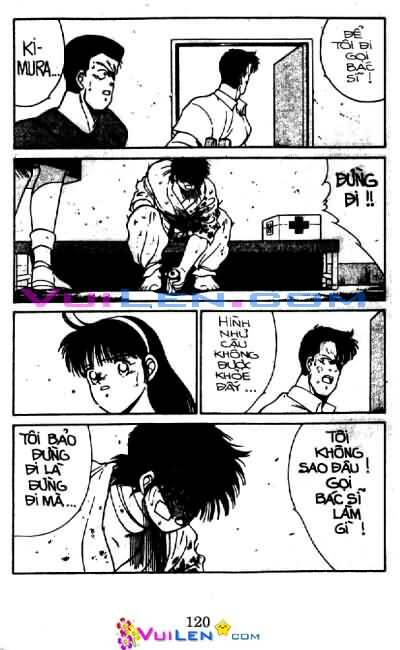 KI-
MURA...
ĐỂ
TÔI ĐI
GỌI
BÁC
SĨ !
ĐỪNG
ĐI !!
VUILEN.COM
HÌNH
NHƯ
CẬU
KHÔNG
ĐƯỢC
KHỎE
ĐẤY...
TÔI BẢO
ĐỪNG
ĐI LÀ
ĐỪNG
ĐI MÀ...
TÔI
KHÔNG
SAO ĐÂU !
GỌI
BÁC SĨ
LÀM
GÌ !
120
VUILEN.COM